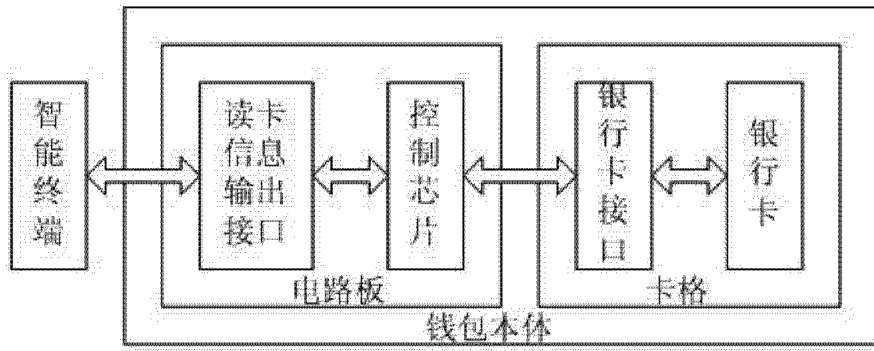 智能终端
读卡
信息
输出
接口
控制芯片
银行卡接口
银行卡
电路板
卡格
钱包本体